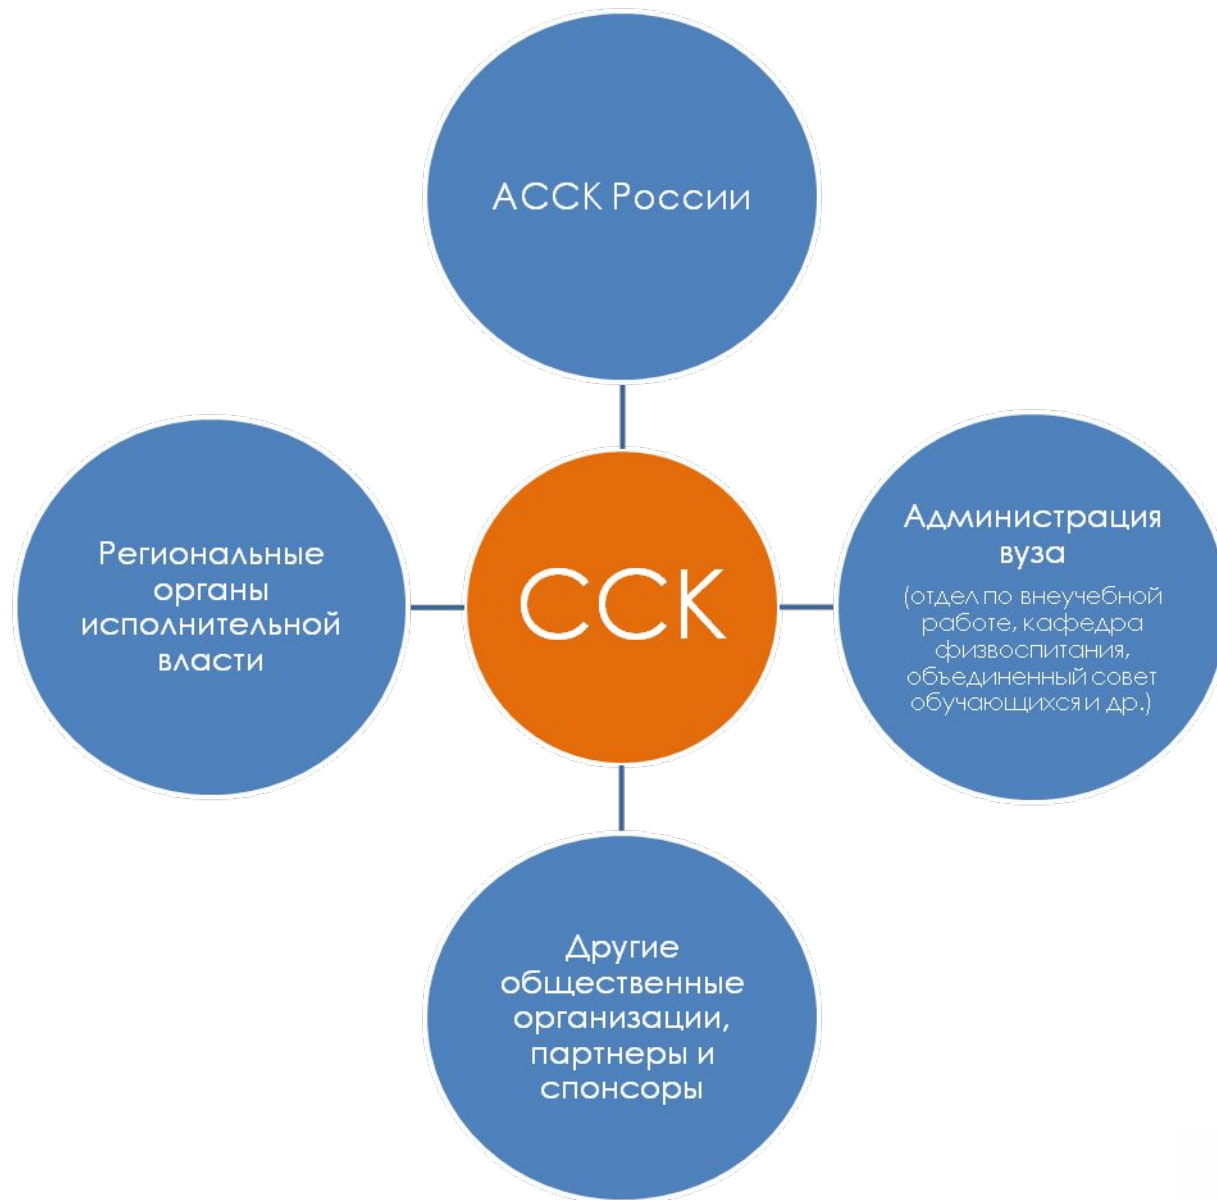 АССК России
Региональные
органы
исполнительной
власти
ССК
Администрация
вуза
(отдел по внеучебной
работе, кафедра
физвоспитания,
объединенный совет
обучающихся и др.)
Другие
общественные
организации,
партнеры и
спонсоры